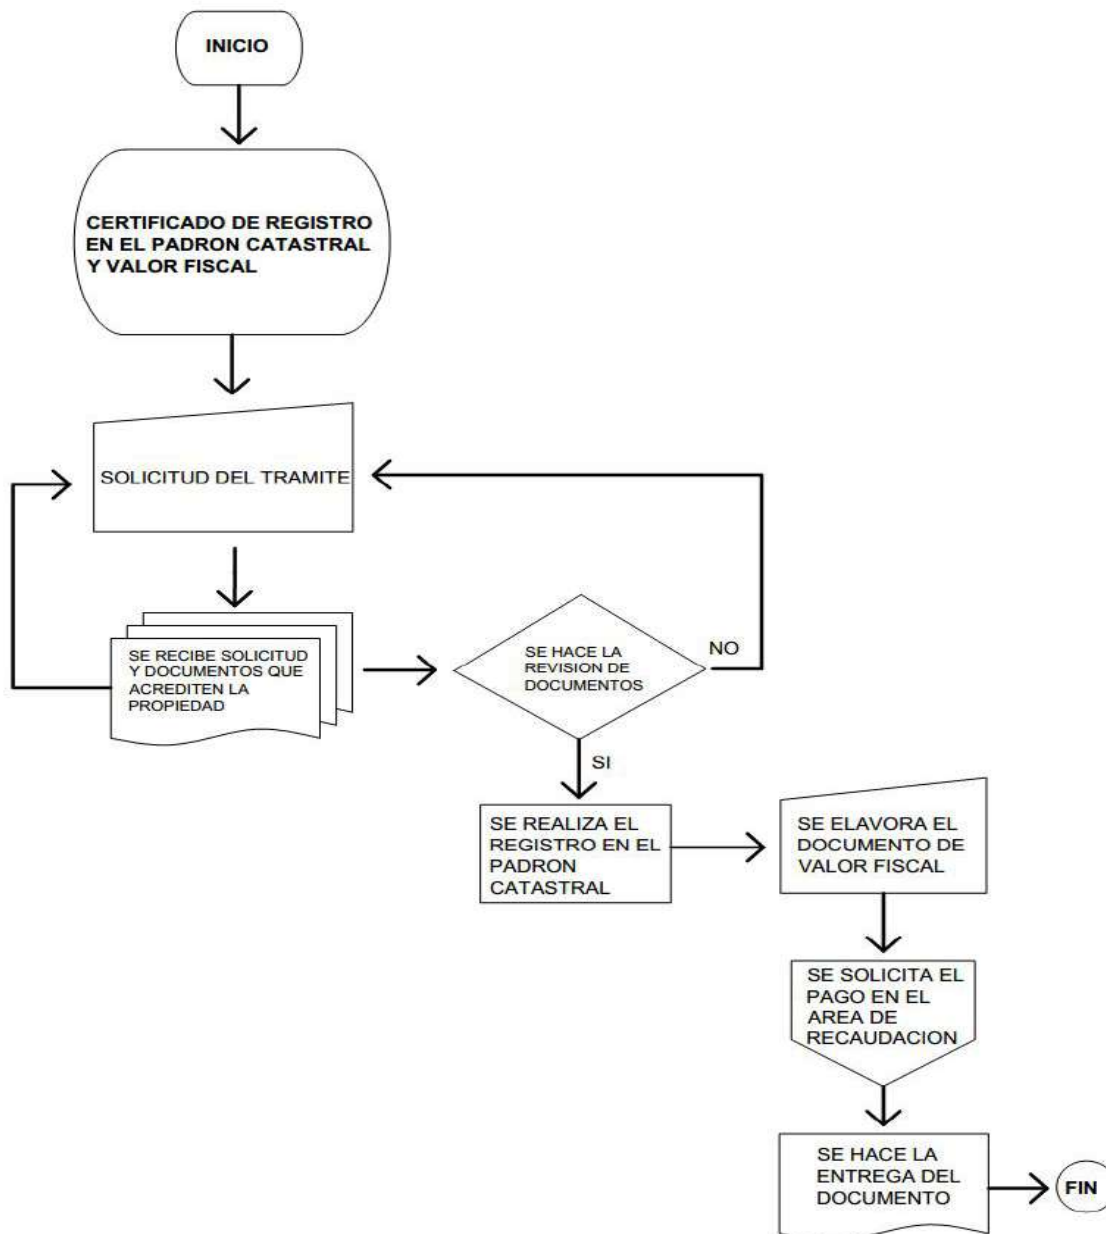 INICIO
CERTIFICADO DE REGISTRO
EN EL PADRON CATASTRAL
Y VALOR FISCAL
SOLICITUD DEL TRAMITE
SE RECIBE SOLICITUD
Y DOCUMENTOS QUE
ACREDITEN LA
PROPIEDAD
SE HACE LA
REVISION DE
DOCUMENTOS
NO
SI
SE REALIZA EL
REGISTRO EN EL
PADRON
CATASTRAL
SE ELAVORA EL
DOCUMENTO DE
VALOR FISCAL
SE SOLICITA EL
PAGO EN EL
AREA DE
RECAUDACION
SE HACE LA
ENTREGA DEL
DOCUMENTO
FIN